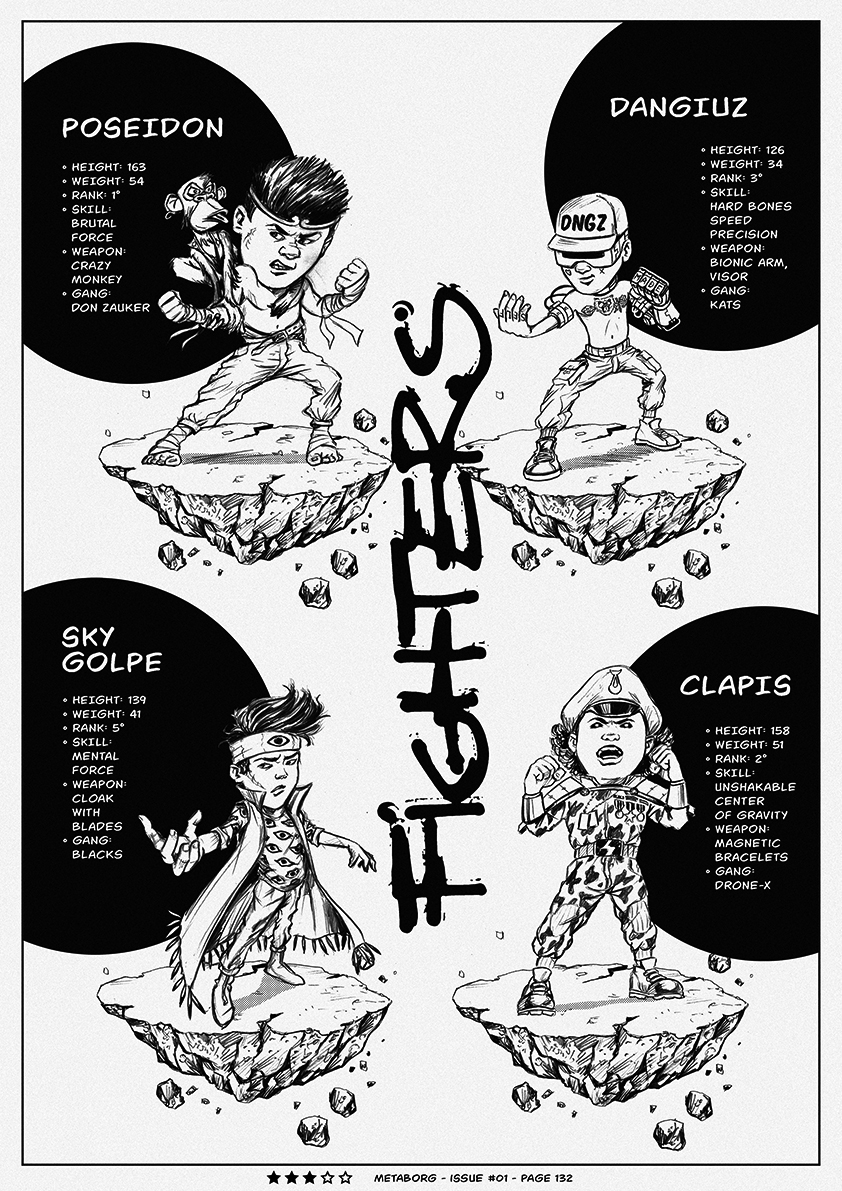 POSEIDON
° HEIGHT: 163
° WEIGHT: 54
° RANK: 1°
° SKILL:
BRUTAL
FORCE
° WEAPON:
CRAZY
MONKEY
° GANG:
DON ZAUKER
DANGIUZ
° HEIGHT: 126
° WEIGHT: 34
° RANK: 3°
° SKILL:
HARD BONES
SPEED
PRECISION
° WEAPON:
BIONIC ARM,
VISOR
° GANG:
KATS
DNGZ
FIGHTERS
SKY
GOLPE
° HEIGHT: 139
° WEIGHT: 41
° RANK: 5°
° SKILL:
MENTAL
FORCE
° WEAPON:
CLOAK
WITH
BLADES
° GANG:
BLACKS
CLAPIS
° HEIGHT: 158
° WEIGHT: 51
° RANK: 2°
° SKILL:
UNSHAKABLE
CENTER
OF GRAVITY
° WEAPON:
MAGNETIC
BRACELETS
° GANG:
DRONE-X
METABORG - ISSUE #01 - PAGE 132